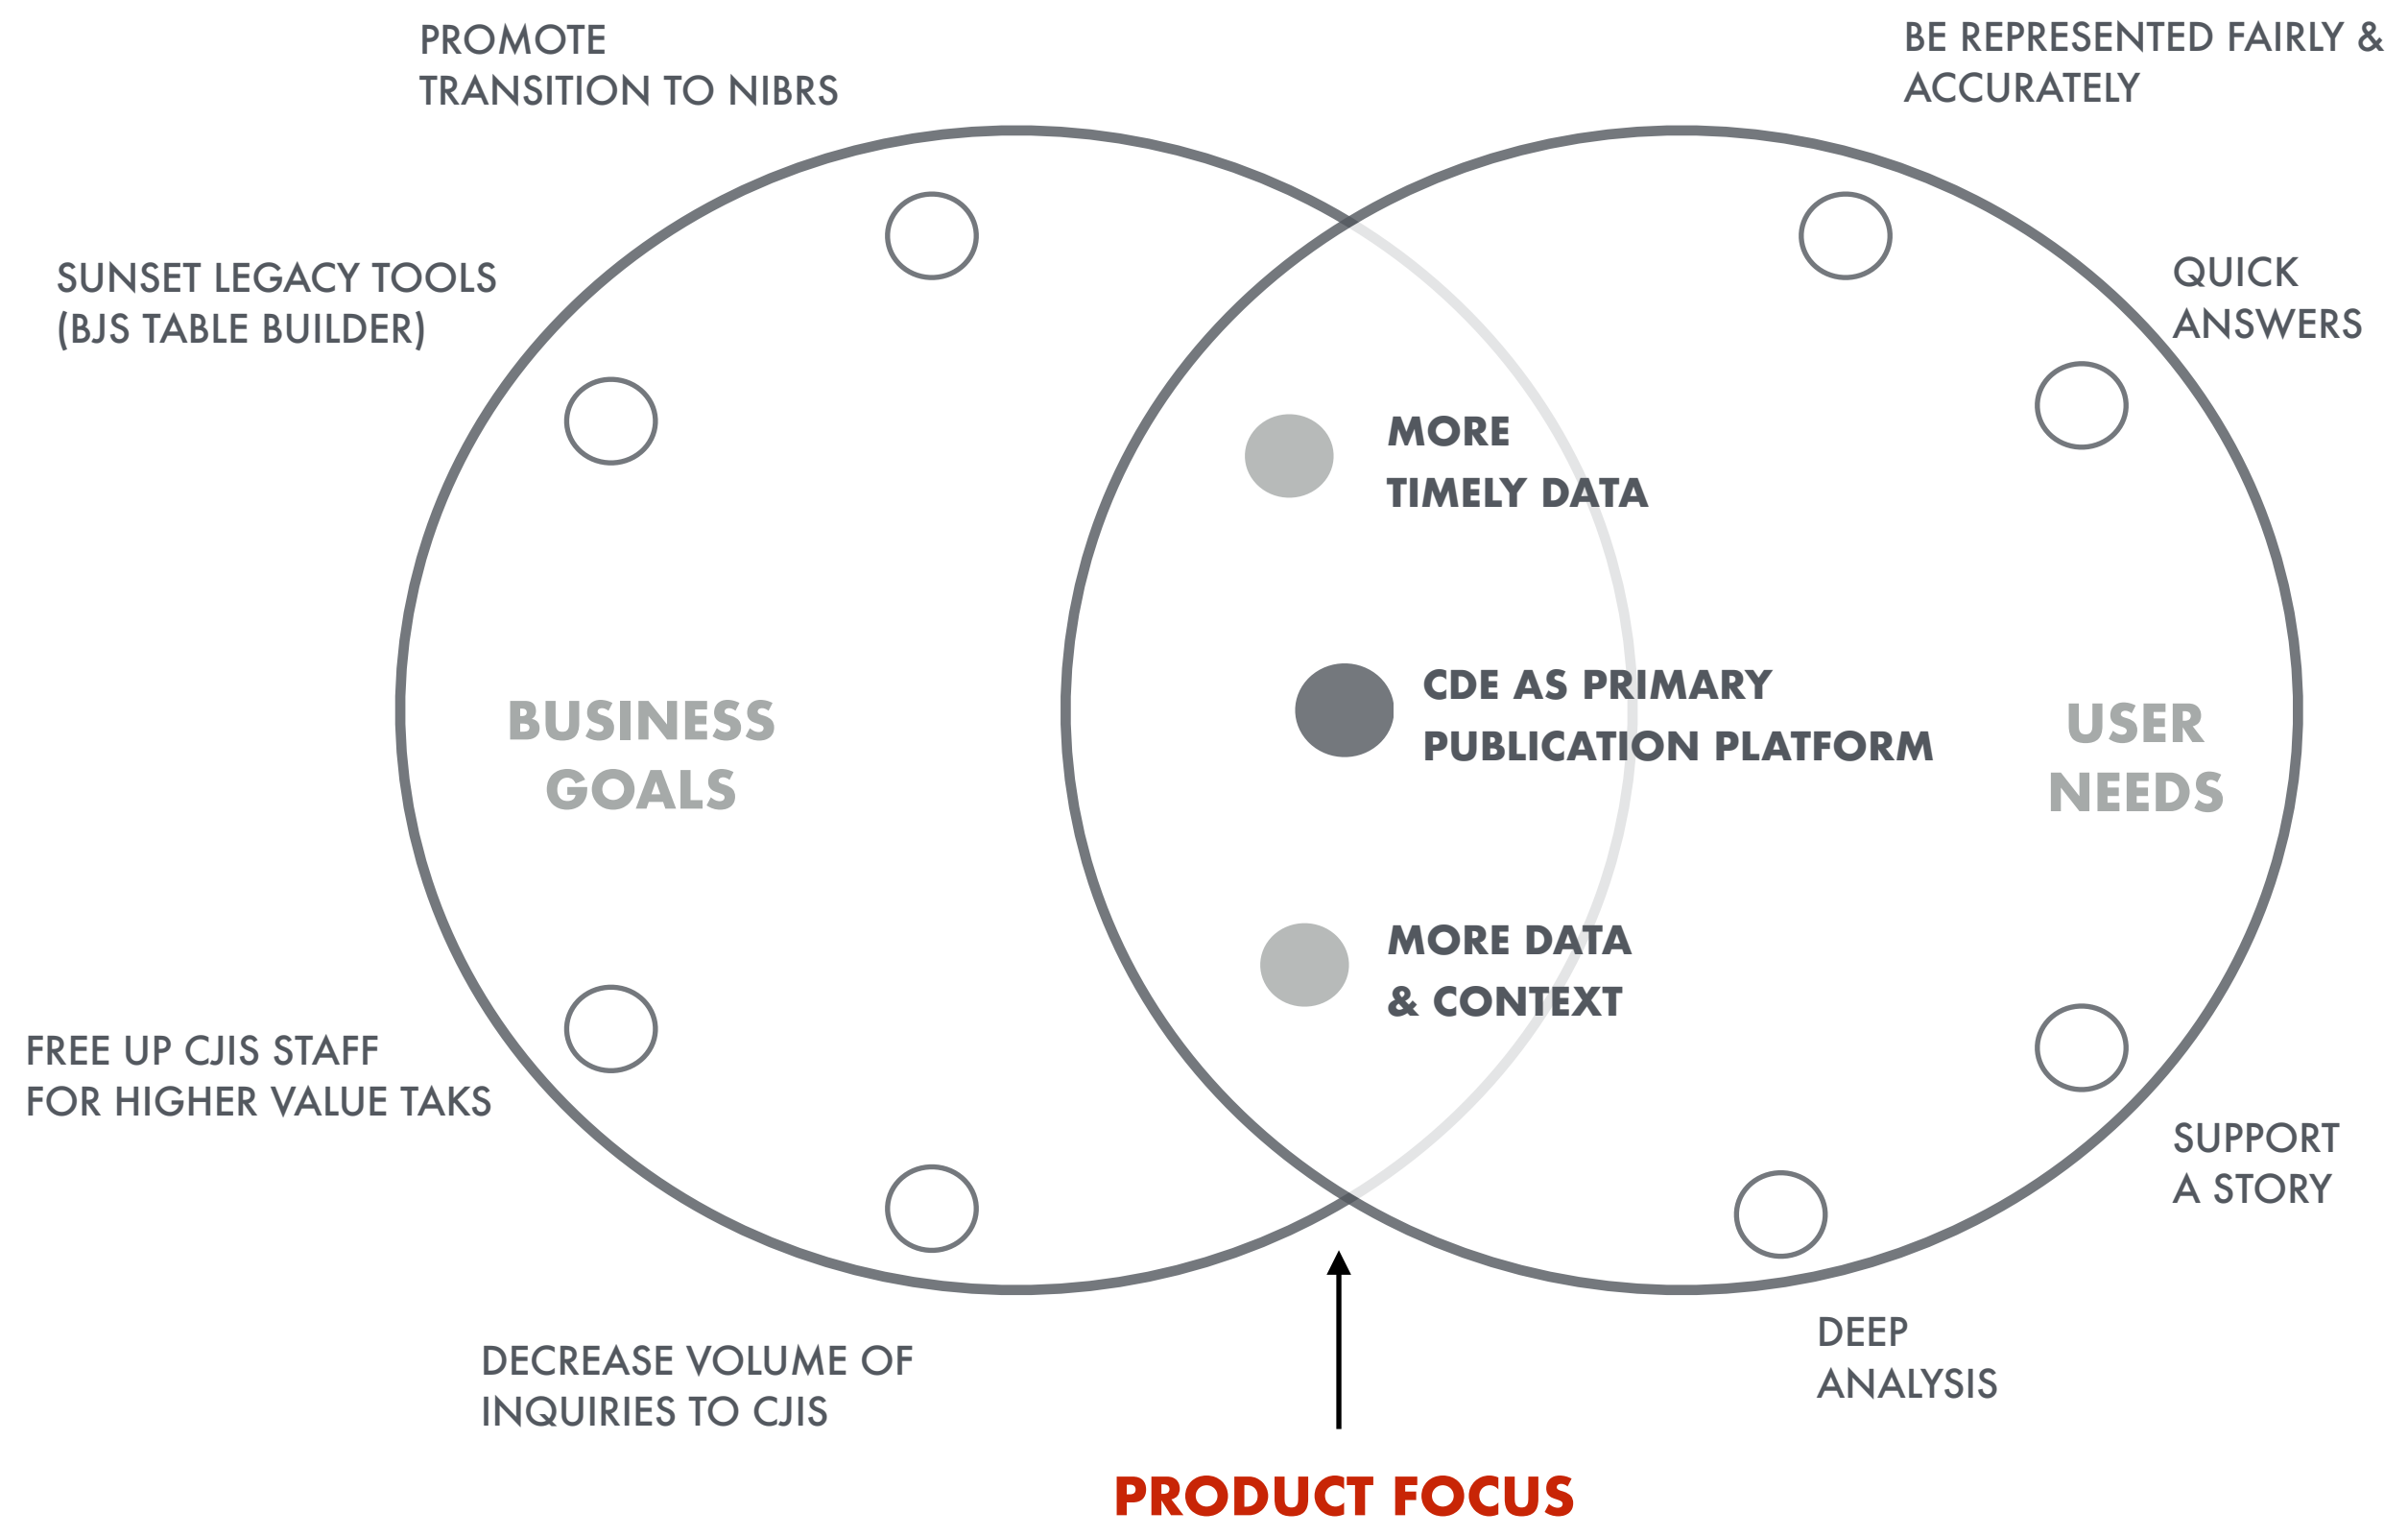 PROMOTE
TRANSITION TO NIBRS
BE REPRESENTED FAIRLY &
ACCURATELY
SUNSET LEGACY TOOLS
(BJS TABLE BUILDER)
QUICK
ANSWERS
MORE
TIMELY DATA
BUSINESS
GOALS
CDE AS PRIMARY
PUBLICATION PLATFORM
USER
NEEDS
MORE DATA
& CONTEXT
FREE UP CJIS STAFF
FOR HIGHER VALUE TAKS
SUPPORT
A STORY
DECREASE VOLUME OF
INQUIRIES TO CJIS
DEEP
ANALYSIS
PRODUCT FOCUS